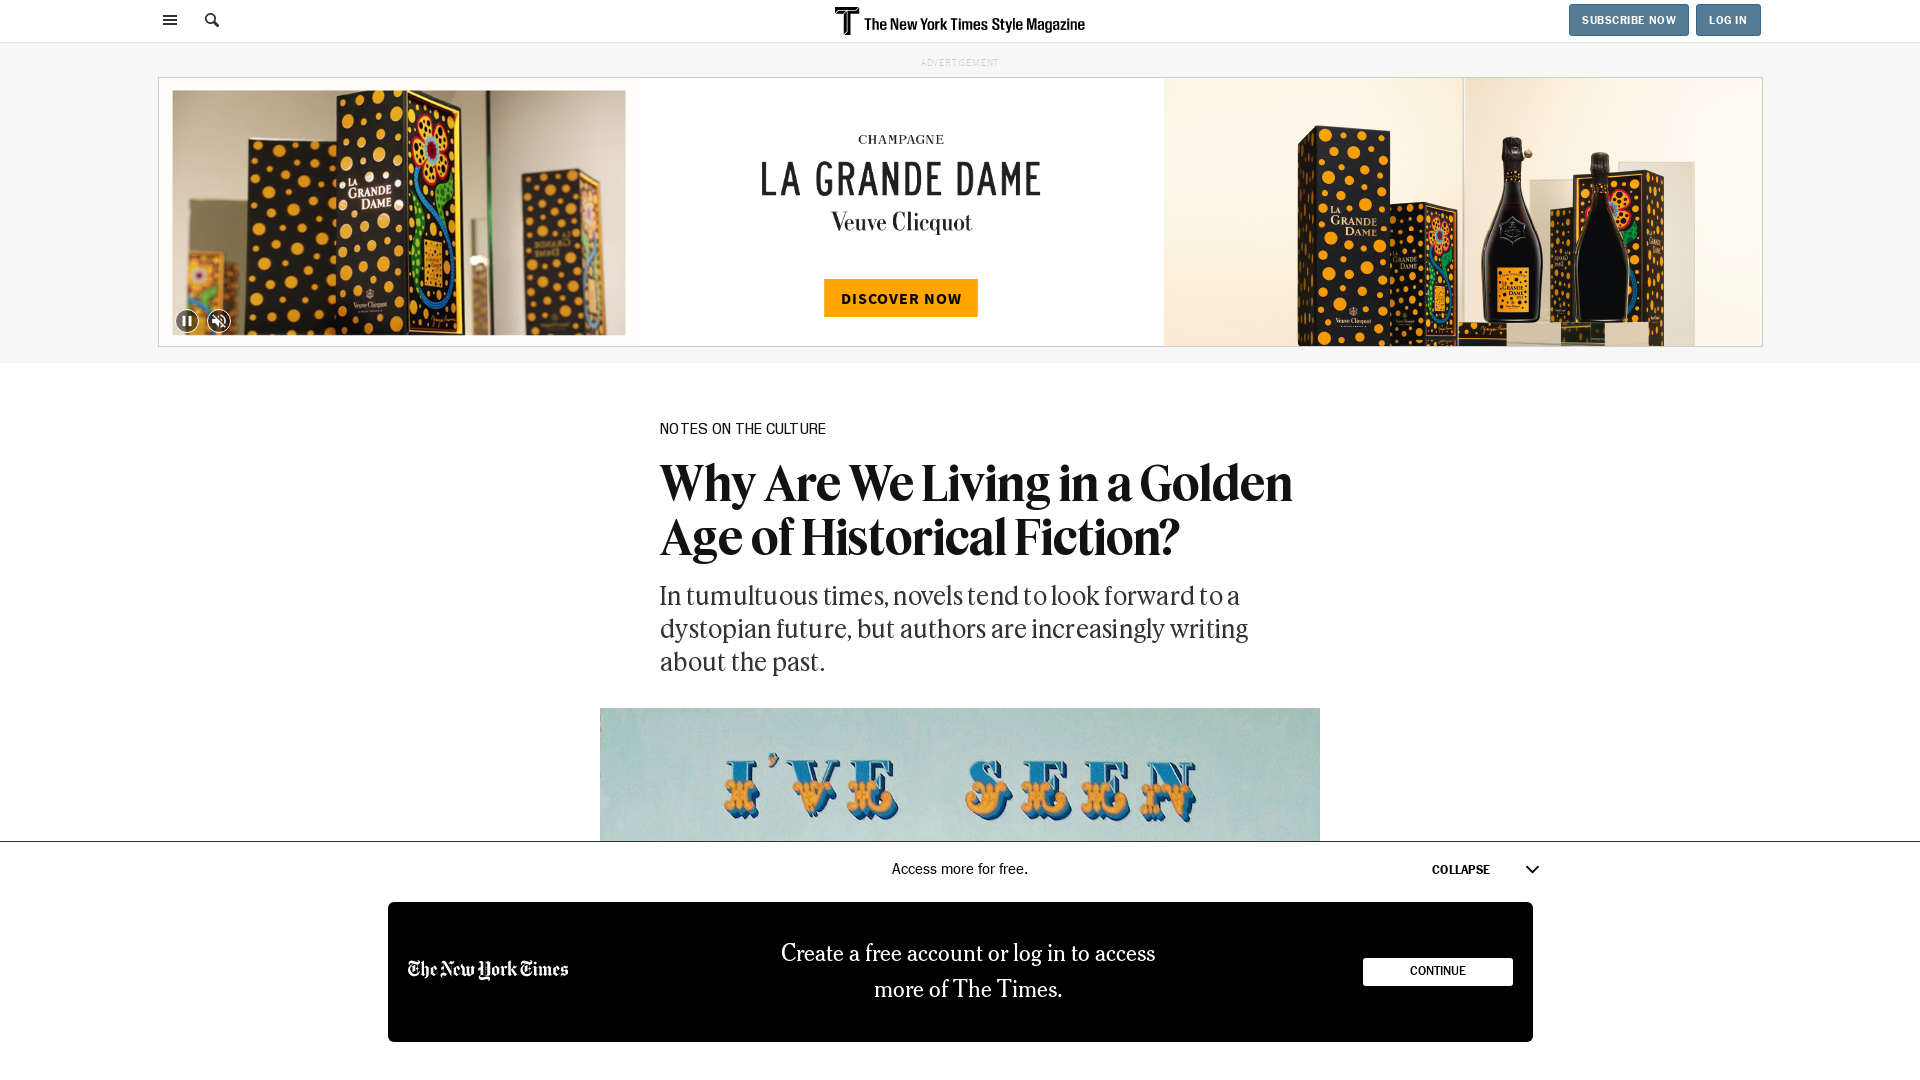 The New York Times Style Magazine
SUBSCRIBE NOW
LOG IN
ADVERTISEMENT
LA GRANDE DAME
CHAMPAGNE
LA GRANDE DAME
Veuve Clicquot
DISCOVER NOW
LA GRANDE DAME
Veuve Clicquot
NOTES ON THE CULTURE
Why Are We Living in a Golden
Age of Historical Fiction?
In tumultuous times, novels tend to look forward to a
dystopian future, but authors are increasingly writing
about the past.
I'VE SEEN
Access more for free.
COLLAPSE
The New York Times
Create a free account or log in to access
more of The Times.
CONTINUE